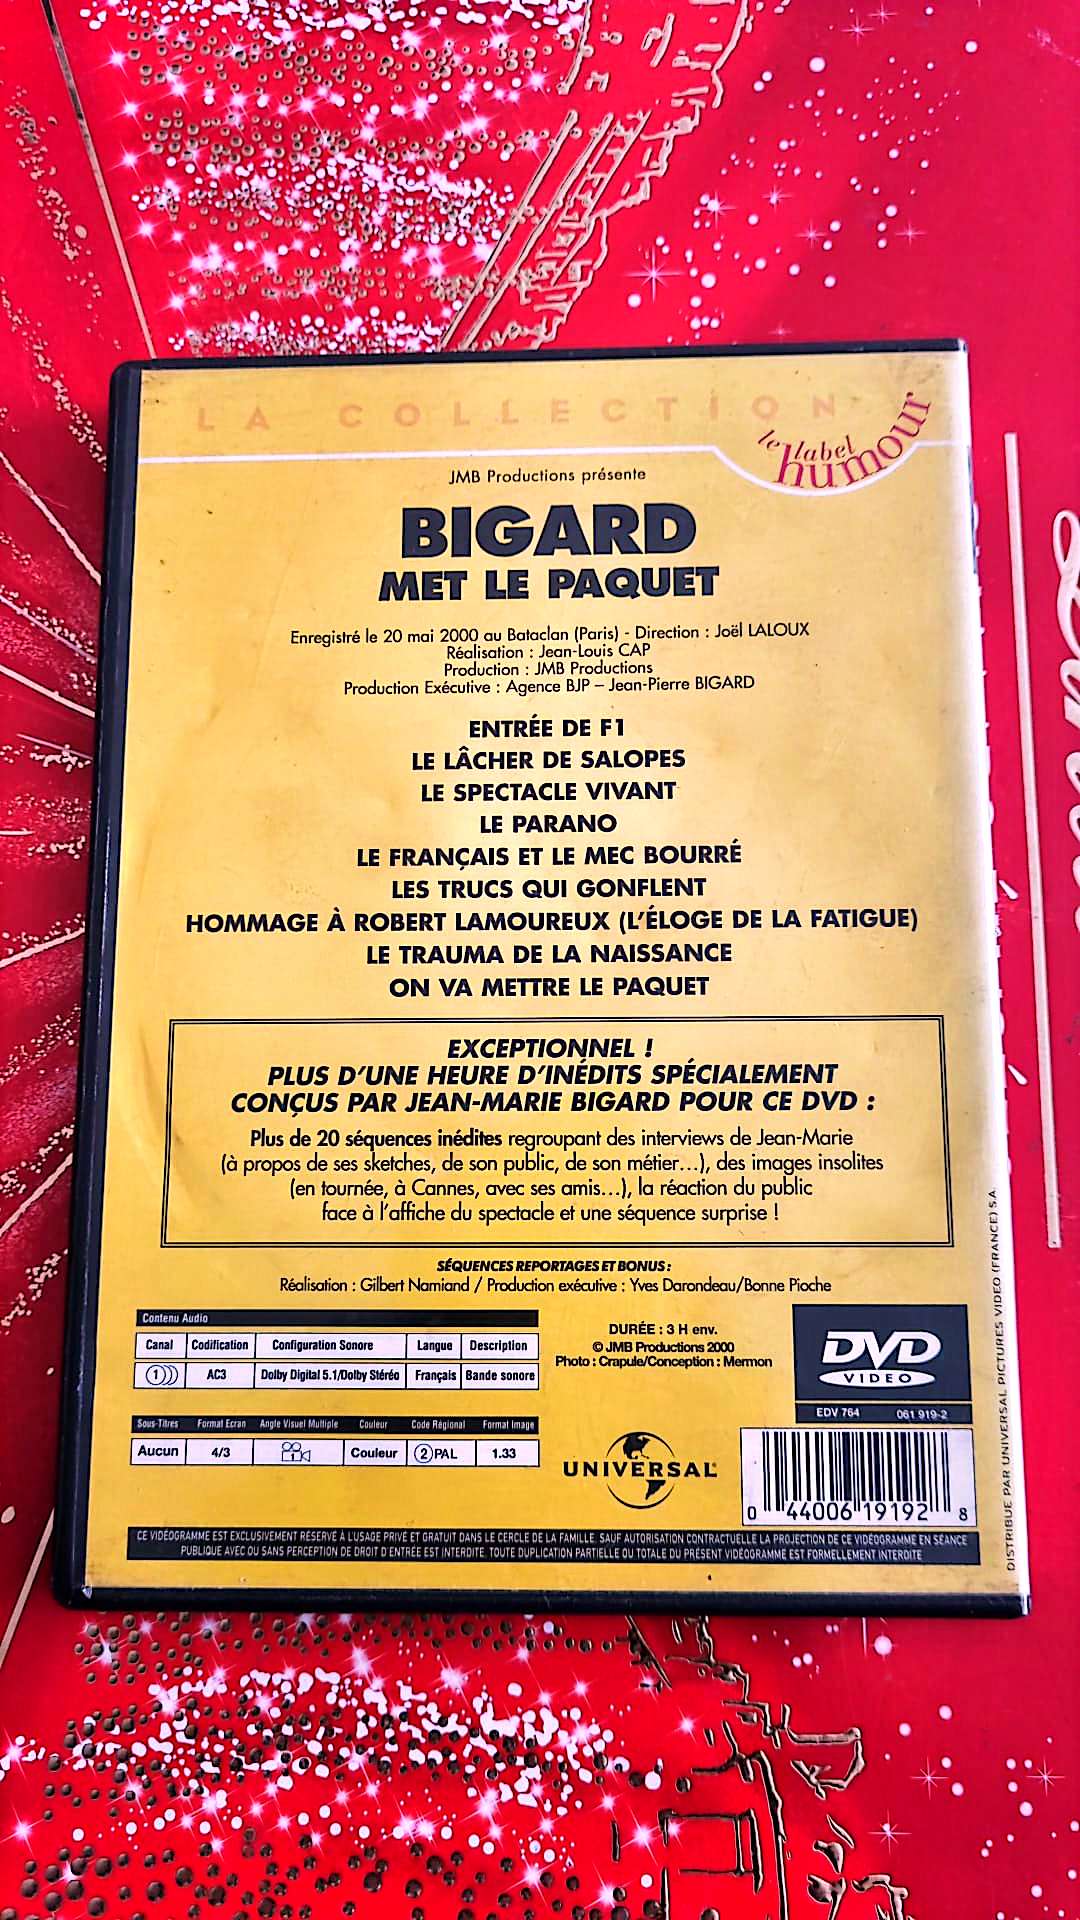 LA COLLECTION
le label
humour
JMB Productions présente
BIGARD
MET LE PAQUET
Enregistré le 20 mai 2000 au Bataclan (Paris) - Direction : Joël LALOUX
Réalisation : Jean-Louis CAP
Production : JMB Productions
Production Exécutive : Agence BJP – Jean-Pierre BIGARD
ENTRÉE DE F1
LE LÂCHER DE SALOPES
LE SPECTACLE VIVANT
LE PARANO
LE FRANÇAIS ET LE MEC BOURRÉ
LES TRUCS QUI GONFLENT
HOMMAGE À ROBERT LAMOUREUX (L'ÉLOGE DE LA FATIGUE)
LE TRAUMA DE LA NAISSANCE
ON VA METTRE LE PAQUET
EXCEPTIONNEL !
PLUS D'UNE HEURE D'INÉDITS SPÉCIALEMENT
CONÇUS PAR JEAN-MARIE BIGARD POUR CE DVD :
Plus de 20 séquences inédites regroupant des interviews de Jean-Marie
(à propos de ses sketches, de son public, de son métier...), des images insolites
(en tournée, à Cannes, avec ses amis...), la réaction du public
face à l'affiche du spectacle et une séquence surprise !
SÉQUENCES REPORTAGES ET BONUS :
Réalisation : Gilbert Namiand / Production exécutive : Yves Darondeau/Bonne Pioche
Contenu Audio
Canal Codification Configuration Sonore Langue Description
1 AC3 Dolby Digital 5.1/Dolby Stéréo Français Bande sonore
Sous-Titres Format Ecran Angle Visuel Multiple Couleur Code Régional Format Image
Aucun 4/3 1 Couleur 2 PAL 1.33
DURÉE : 3 H env.
© JMB Productions 2000
Photo : Crapule/Conception : Mermon
UNIVERSAL
DVD
VIDEO
EDV 764 061 919-2
0 44006 19192 8
CE VIDÉOGRAMME EST EXCLUSIVEMENT RÉSERVÉ À L'USAGE PRIVÉ ET GRATUIT DANS LE CERCLE DE LA FAMILLE. SAUF AUTORISATION CONTRACTUELLE LA PROJECTION DE CE VIDÉOGRAMME EN SÉANCE
PUBLIQUE AVEC OU SANS PERCEPTION DE DROIT D'ENTRÉE EST INTERDITE. TOUTE DUPLICATION PARTIELLE OU TOTALE DU PRÉSENT VIDÉOGRAMME EST FORMELLEMENT INTERDITE
DISTRIBUÉ PAR UNIVERSAL PICTURES VIDEO (FRANCE) S.A.